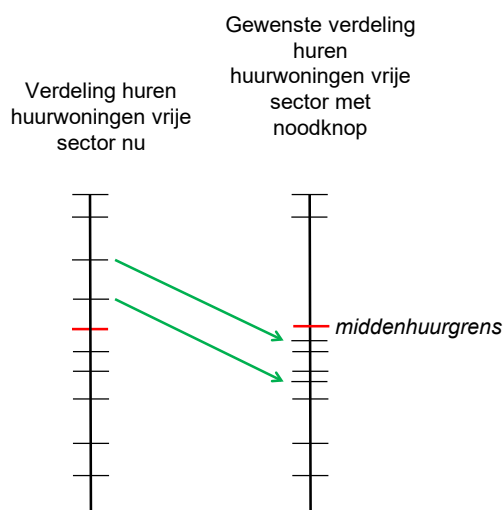 Verdeling huren
huurwoningen vrije
sector nu
Gewenste verdeling
huren
huurwoningen vrije
sector met
noodknop
middenhuurgrens